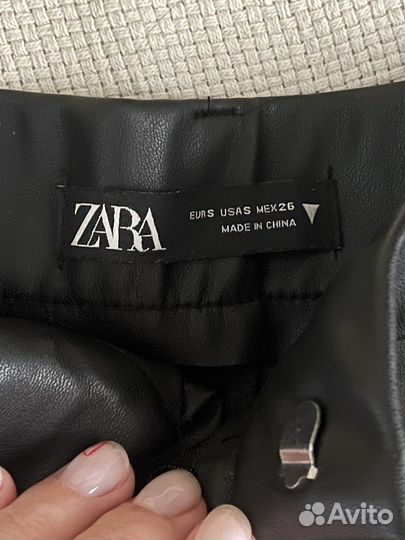 ZARA
EUR S USA S MEX 26
MADE IN CHINA
Avito